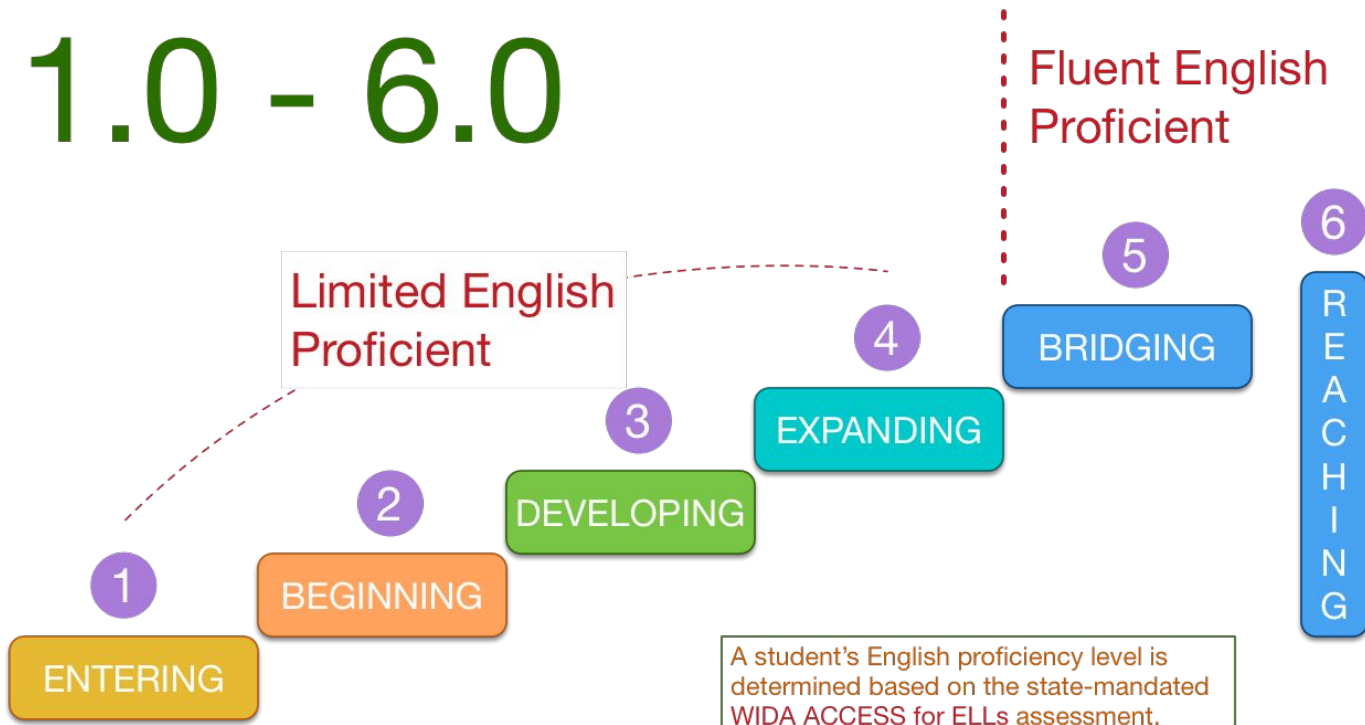 1.0 - 6.0
Fluent English
Proficient
Limited English
Proficient
6
REACHING
5
BRIDGING
4
EXPANDING
3
DEVELOPING
2
BEGINNING
1
ENTERING
A student's English proficiency level is
determined based on the state-mandated
WIDA ACCESS for ELLs assessment.